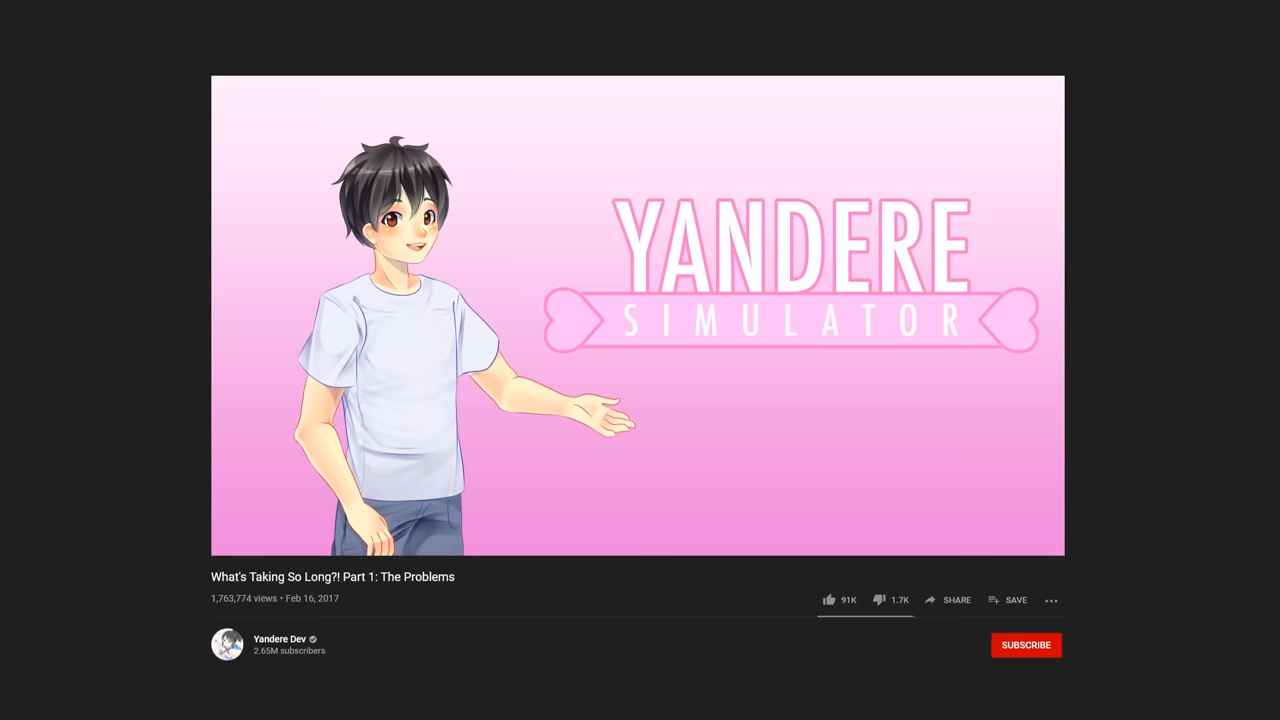 YANDERE
SIMULATOR
What's Taking So Long?! Part 1: The Problems
1,763,774 views • Feb 16, 2017
91K 1.7K SHARE SAVE
Yandere Dev
2.65M subscribers
SUBSCRIBE